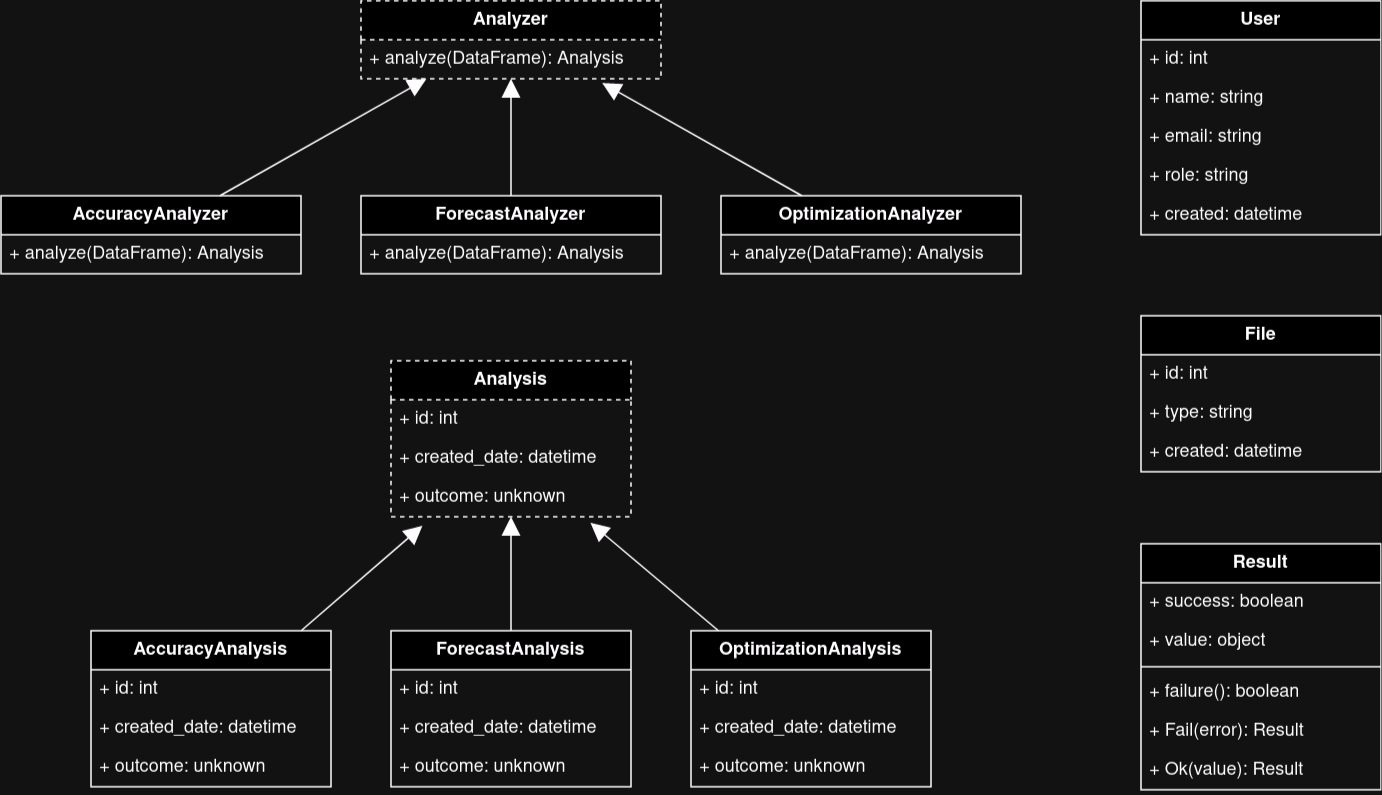 Analyzer
+ analyze(DataFrame): Analysis
AccuracyAnalyzer
+ analyze(DataFrame): Analysis
ForecastAnalyzer
+ analyze(DataFrame): Analysis
OptimizationAnalyzer
+ analyze(DataFrame): Analysis
Analysis
+ id: int
+ created_date: datetime
+ outcome: unknown
AccuracyAnalysis
+ id: int
+ created_date: datetime
+ outcome: unknown
ForecastAnalysis
+ id: int
+ created_date: datetime
+ outcome: unknown
OptimizationAnalysis
+ id: int
+ created_date: datetime
+ outcome: unknown
User
+ id: int
+ name: string
+ email: string
+ role: string
+ created: datetime
File
+ id: int
+ type: string
+ created: datetime
Result
+ success: boolean
+ value: object
+ failure(): boolean
+ Fail(error): Result
+ Ok(value): Result